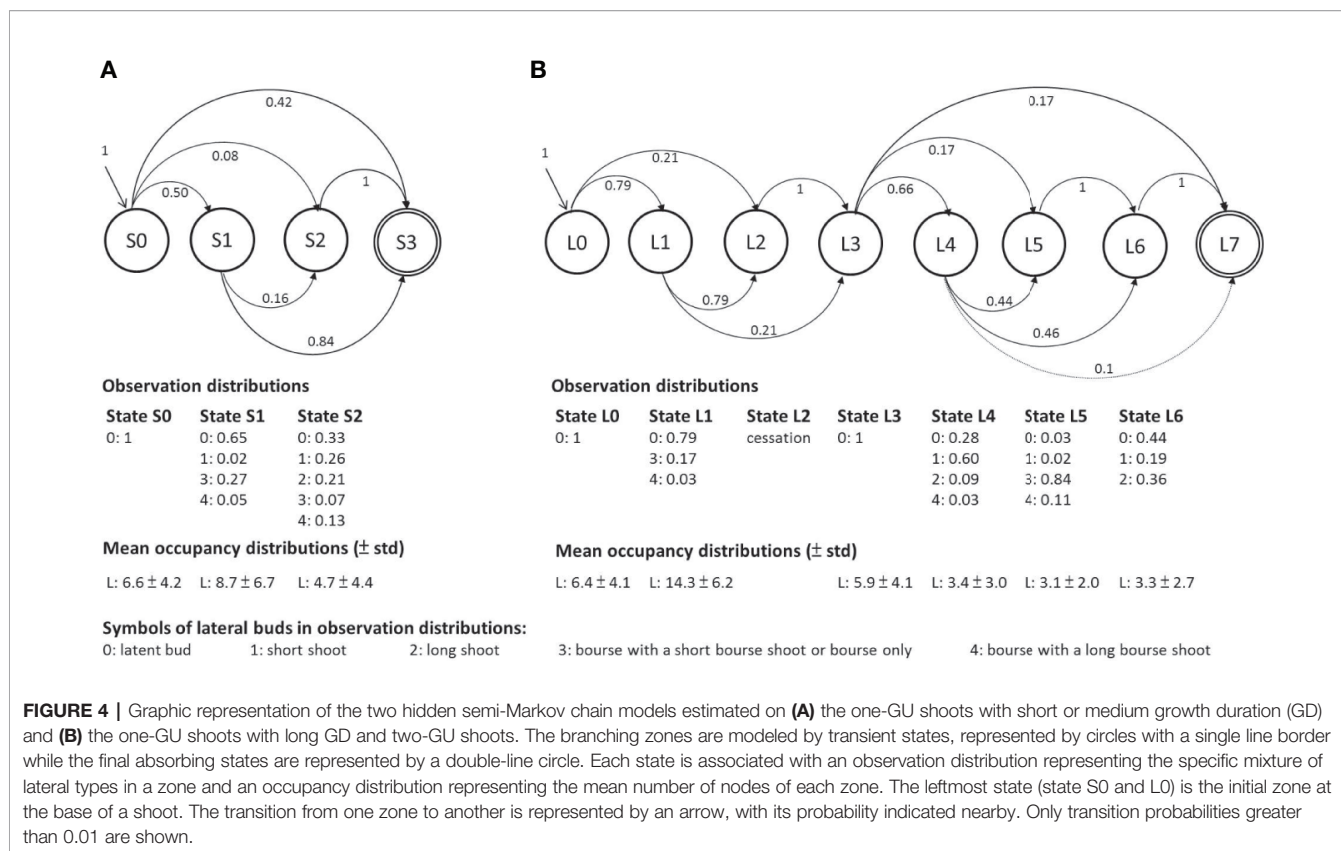 A
B
0.42
0.17
1
0.08
0.50
1
1
0.21
0.79
1
0.17
0.66
1
1
S0
S1
S2
S3
L0
L1
L2
L3
L4
L5
L6
L7
0.16
0.84
0.79
0.21
0.44
0.46
0.1
Observation distributions
State S0 State S1 State S2
0: 1 0: 0.65 0: 0.33
1: 0.02 1: 0.26
3: 0.27 2: 0.21
4: 0.05 3: 0.07
4: 0.13
Mean occupancy distributions (± std)
L: 6.6 ± 4.2 L: 8.7 ± 6.7 L: 4.7 ± 4.4
Observation distributions
State L0 State L1 State L2 State L3 State L4 State L5 State L6
0: 1 0: 0.79 cessation 0: 1 0: 0.28 0: 0.03 0: 0.44
3: 0.17 1: 0.60 1: 0.02 1: 0.19
4: 0.03 2: 0.09 3: 0.84 2: 0.36
4: 0.03 4: 0.11
Mean occupancy distributions (± std)
L: 6.4 ± 4.1 L: 14.3 ± 6.2 L: 5.9 ± 4.1 L: 3.4 ± 3.0 L: 3.1 ± 2.0 L: 3.3 ± 2.7
Symbols of lateral buds in observation distributions:
0: latent bud 1: short shoot 2: long shoot 3: bourse with a short bourse shoot or bourse only 4: bourse with a long bourse shoot
FIGURE 4 | Graphic representation of the two hidden semi-Markov chain models estimated on (A) the one-GU shoots with short or medium growth duration (GD)
and (B) the one-GU shoots with long GD and two-GU shoots. The branching zones are modeled by transient states, represented by circles with a single line border
while the final absorbing states are represented by a double-line circle. Each state is associated with an observation distribution representing the specific mixture of
lateral types in a zone and an occupancy distribution representing the mean number of nodes of each zone. The leftmost state (state S0 and L0) is the initial zone at
the base of a shoot. The transition from one zone to another is represented by an arrow, with its probability indicated nearby. Only transition probabilities greater
than 0.01 are shown.